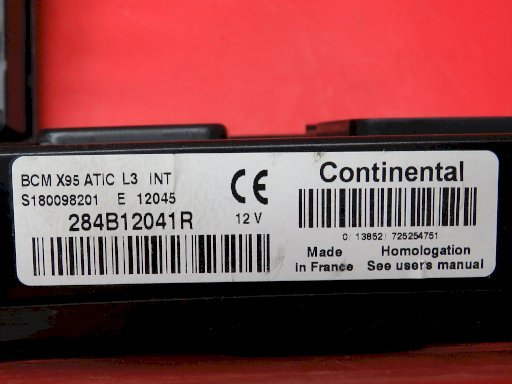 BCM X95 ATIC L3 INT
S180098201 E 12045
284B12041R
CE
12 V
Continental
0/ 13852/ 725254751
Made in France
Homologation See user's manual